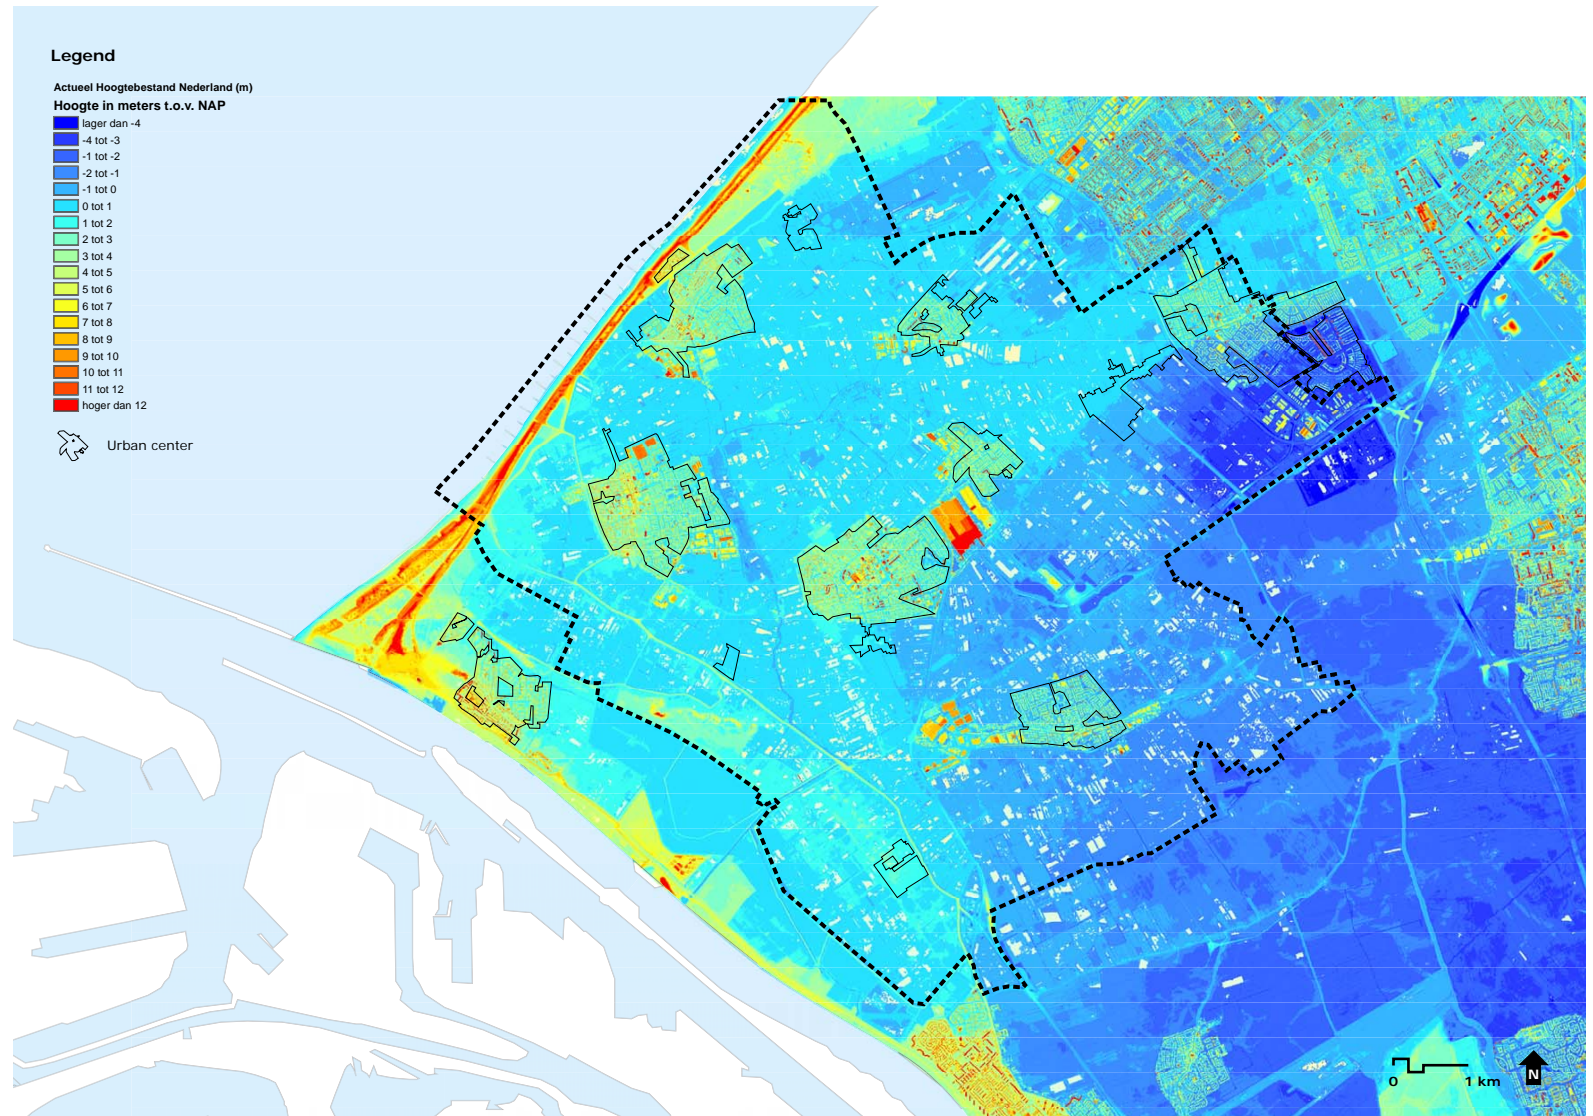 Legend
Actueel Hoogtebestand Nederland (m)
Hoogte in meters t.o.v. NAP
lager dan -4
-4 tot -3
-1 tot -2
-2 tot -1
-1 tot 0
0 tot 1
1 tot 2
2 tot 3
3 tot 4
4 tot 5
5 tot 6
6 tot 7
7 tot 8
8 tot 9
9 tot 10
10 tot 11
11 tot 12
hoger dan 12
Urban center
0 1 km
N